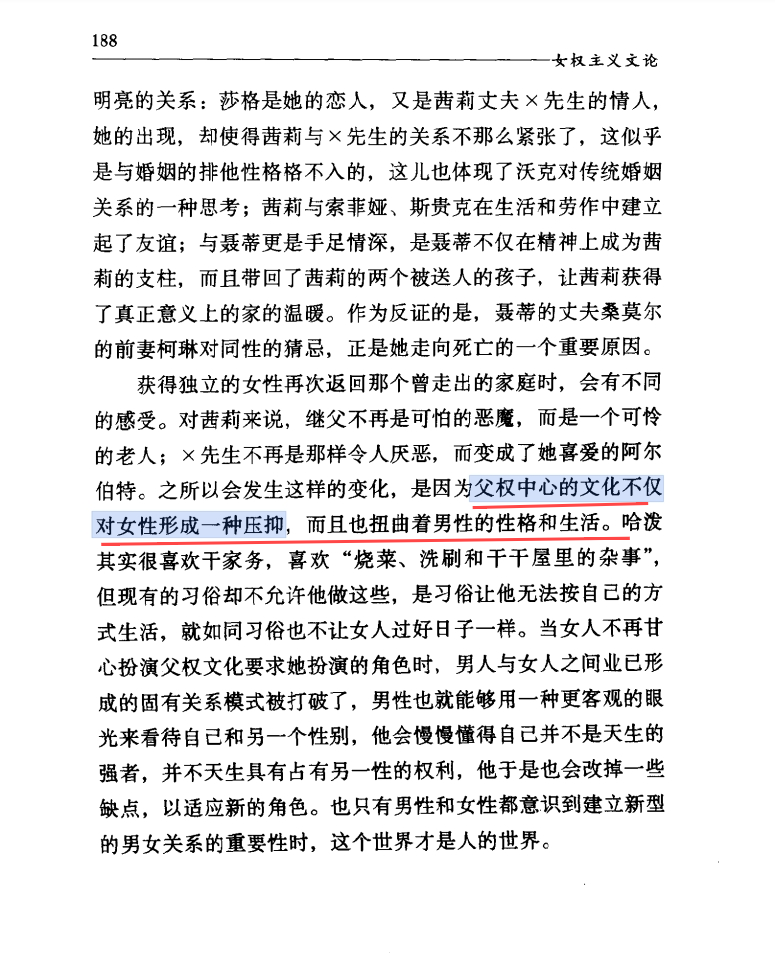 188
女权主义文论
明亮的关系：莎格是她的恋人，又是茜莉丈夫×先生的情人，
她的出现，却使得茜莉与×先生的关系不那么紧张了，这似乎
是与婚姻的排他性格格不入的，这儿也体现了沃克对传统婚姻
关系的一种思考；茜莉与索菲娅、斯贵克在生活和劳作中建立
起了友谊；与聂蒂更是手足情深，是聂蒂不仅在精神上成为茜
莉的支柱，而且带回了茜莉的两个被送人的孩子，让茜莉获得
了真正意义上的家的温暖。作为反证的是，聂蒂的丈夫桑莫尔
的前妻柯琳对同性的猜忌，正是她走向死亡的一个重要原因。
获得独立的女性再次返回那个曾走出的家庭时，会有不同
的感受。对茜莉来说，继父不再是可怕的恶魔，而是一个可怜
的老人；×先生不再是那样令人厌恶，而变成了她喜爱的阿尔
伯特。之所以会发生这样的变化，是因为父权中心的文化不仅
对女性形成一种压抑，而且也扭曲着男性的性格和生活。哈泼
其实很喜欢干家务，喜欢“烧菜、洗刷和干干屋里的杂事”，
但现有的习俗却不允许他做这些，是习俗让他无法按自己的方
式生活，就如同习俗也不让女人过好日子一样。当女人不再甘
心扮演父权文化要求她扮演的角色时，男人与女人之间业已形
成的固有关系模式被打破了，男性也就能够用一种更客观的眼
光来看待自己和另一个性别，他会慢慢懂得自己并不是天生的
强者，并不天生具有占有另一性的权利，他于是也会改掉一些
缺点，以适应新的角色。也只有男性和女性都意识到建立新型
的男女关系的重要性时，这个世界才是人的世界。